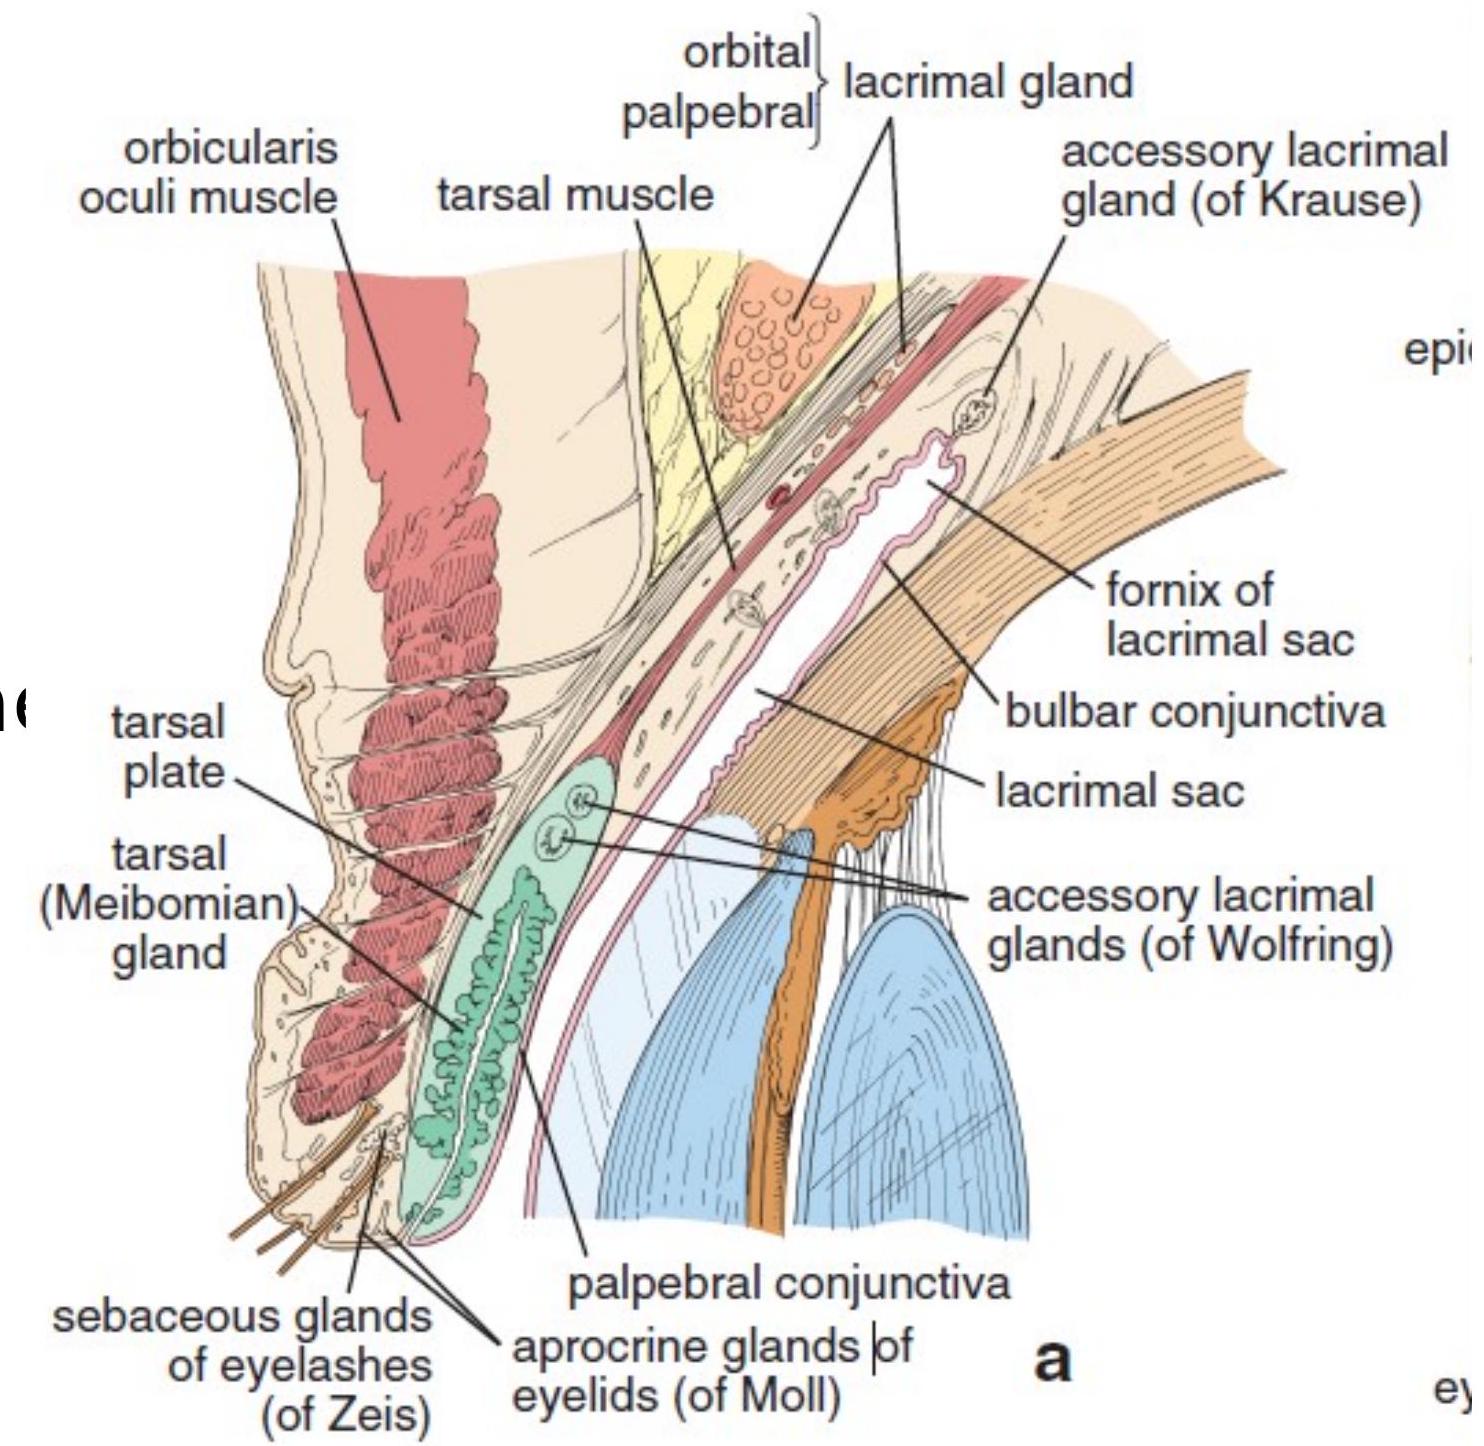 orbital
palpebral
lacrimal gland
orbicularis
oculi muscle
tarsal muscle
accessory lacrimal
gland (of Krause)
fornix of
lacrimal sac
bulbar conjunctiva
lacrimal sac
tarsal
plate
tarsal
(Meibomian)
gland
accessory lacrimal
glands (of Wolfring)
palpebral conjunctiva
sebaceous glands
of eyelashes
(of Zeis)
aprocrine glands of
eyelids (of Moll)
a